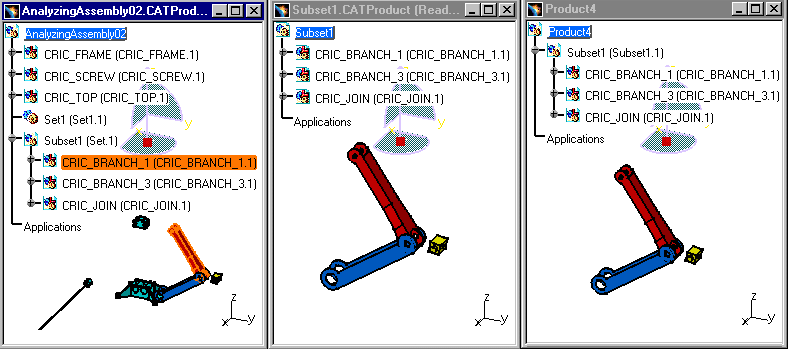 AnalyzingAssembly02.CATProd...
AnalyzingAssembly02
CRIC_FRAME (CRIC_FRAME.1)
CRIC_SCREW (CRIC_SCREW.1)
CRIC_TOP (CRIC_TOP.1)
Set1 (Set1.1)
Subset1 (Set.1)
CRIC_BRANCH_1 (CRIC_BRANCH_1.1)
CRIC_BRANCH_3 (CRIC_BRANCH_3.1)
CRIC_JOIN (CRIC_JOIN.1)
Applications
y
z
x
y
Subset1.CATProduct (Read...
Subset1
CRIC_BRANCH_1 (CRIC_BRANCH_1.1)
CRIC_BRANCH_3 (CRIC_BRANCH_3.1)
CRIC_JOIN (CRIC_JOIN.1)
Applications
y
z
x
y
Product4
Product4
Subset1 (Subset1.1)
CRIC_BRANCH_1 (CRIC_BRANCH_1.1)
CRIC_BRANCH_3 (CRIC_BRANCH_3.1)
CRIC_JOIN (CRIC_JOIN.1)
Applications
y
z
x
y